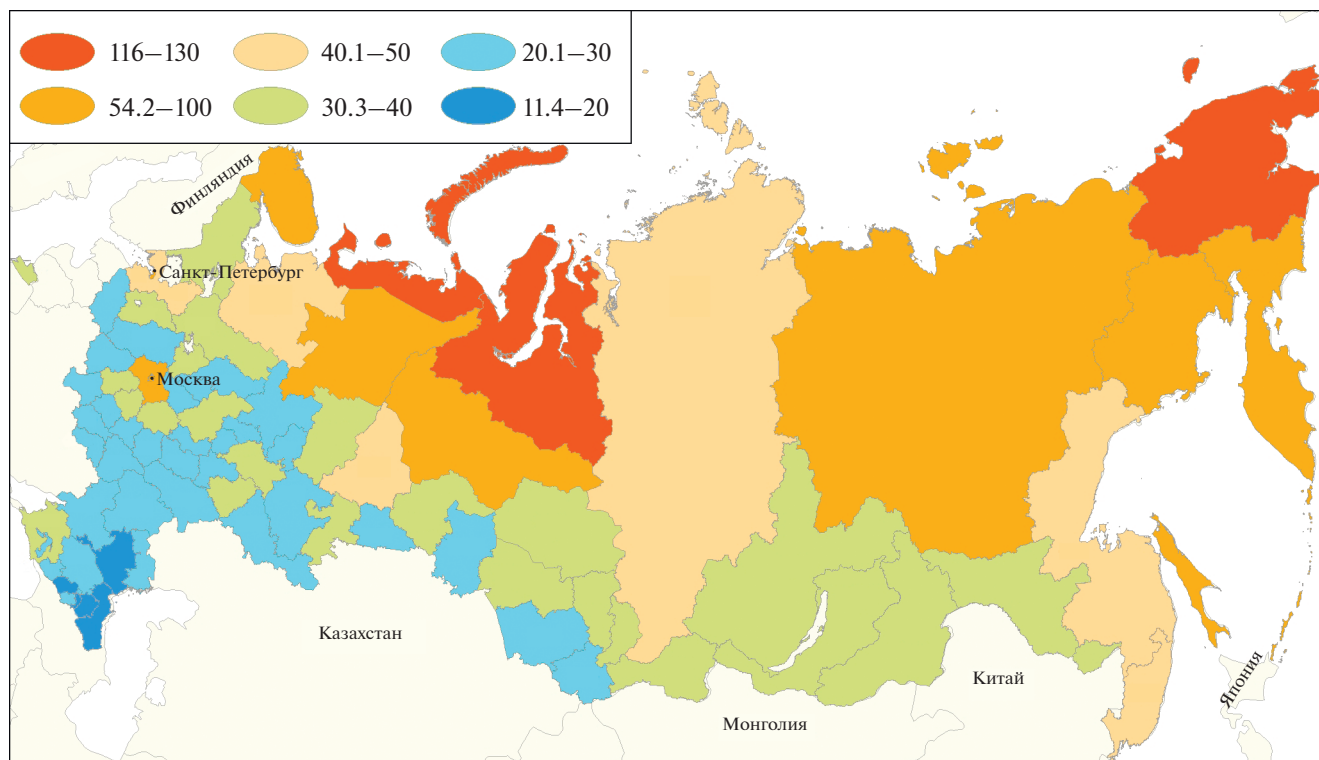 116–130
40.1–50
20.1–30
54.2–100
30.3–40
11.4–20
Финляндия
Санкт-Петербург
Москва
Казахстан
Китай
Япония
Монголия